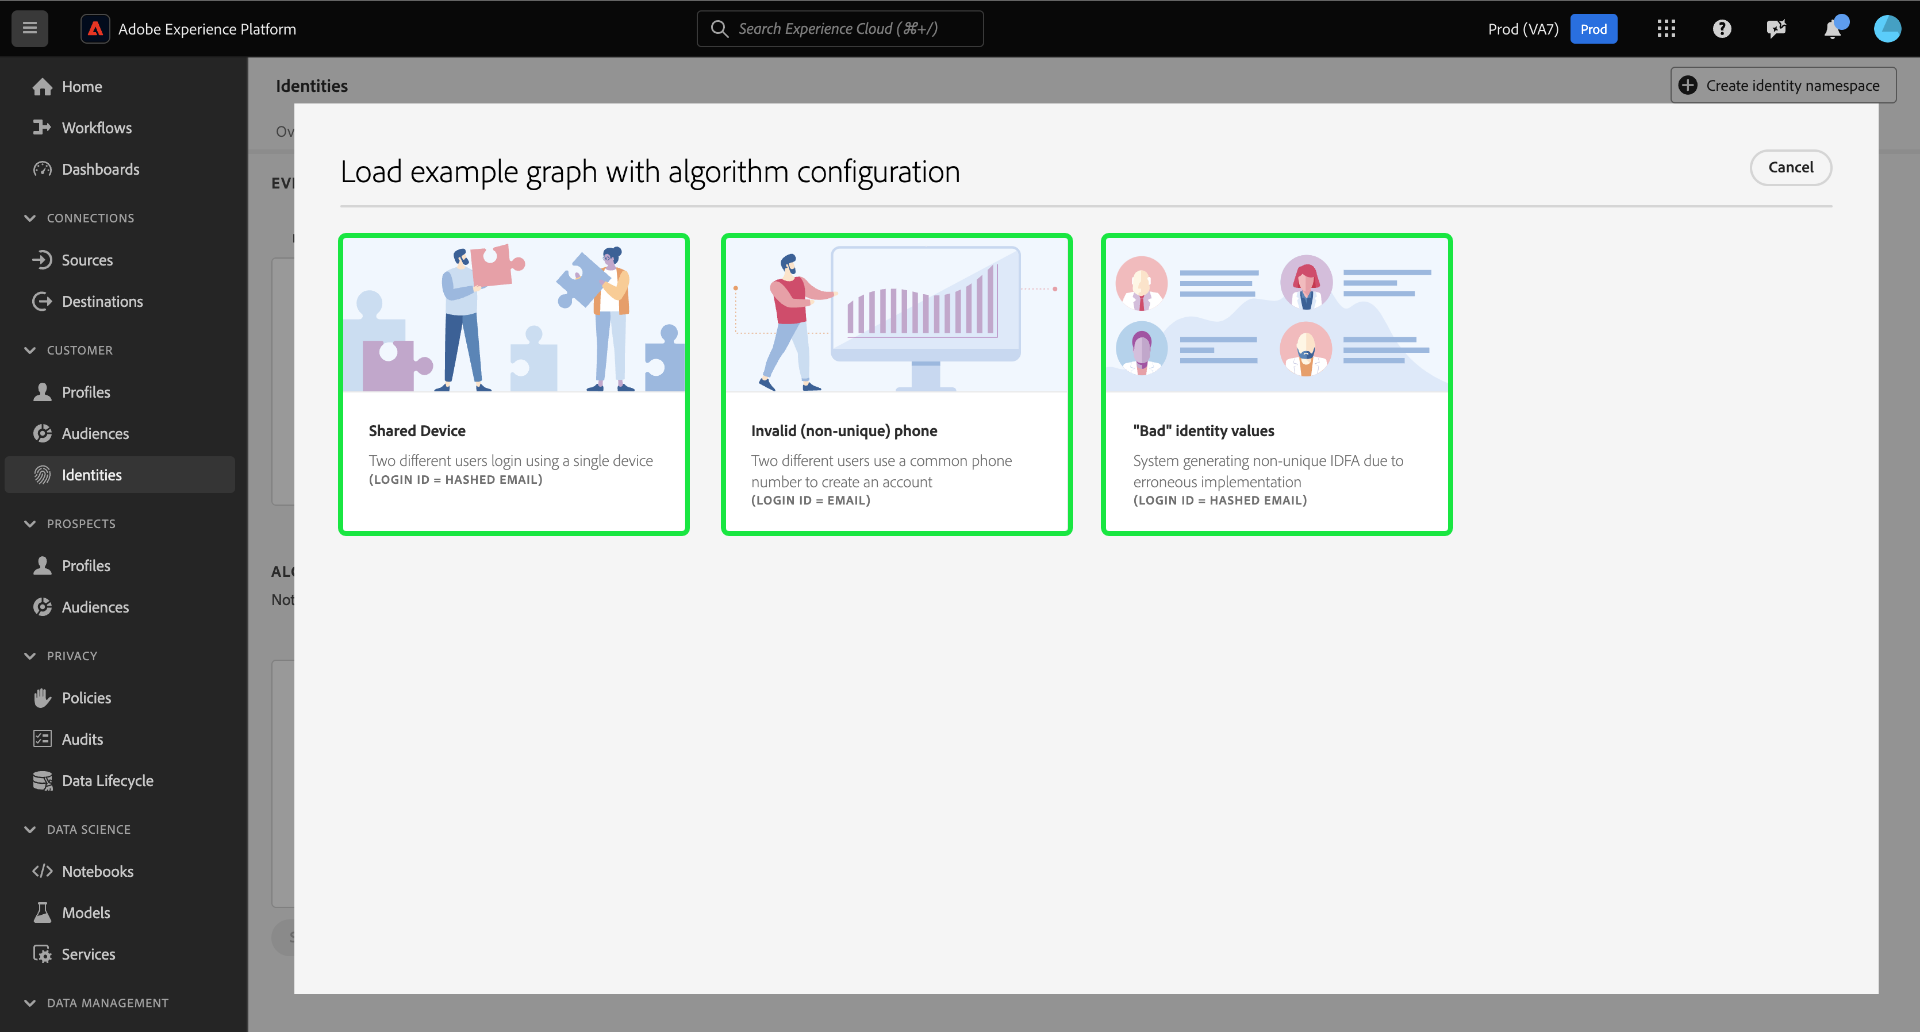 Adobe Experience Platform
Search Experience Cloud (⌘+/)
Prod (VA7)
Prod
Home
Workflows
Dashboards
CONNECTIONS
Sources
Destinations
CUSTOMER
Profiles
Audiences
Identities
PROSPECTS
Profiles
Audiences
PRIVACY
Policies
Audits
Data Lifecycle
DATA SCIENCE
Notebooks
Models
Services
DATA MANAGEMENT
Identities
Create identity namespace
Load example graph with algorithm configuration
Cancel
Shared Device
Two different users login using a single device
(LOGIN ID = HASHED EMAIL)
Invalid (non-unique) phone
Two different users use a common phone
number to create an account
(LOGIN ID = EMAIL)
"Bad" identity values
System generating non-unique IDFA due to
erroneous implementation
(LOGIN ID = HASHED EMAIL)